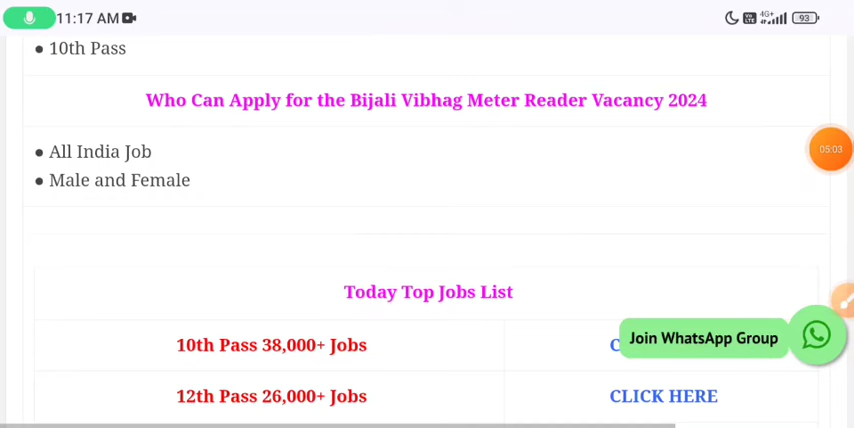 11:17 AM
4G+
93
● 10th Pass
Who Can Apply for the Bijali Vibhag Meter Reader Vacancy 2024
● All India Job
● Male and Female
05:03
Today Top Jobs List
10th Pass 38,000+ Jobs
C
Join WhatsApp Group
12th Pass 26,000+ Jobs
CLICK HERE